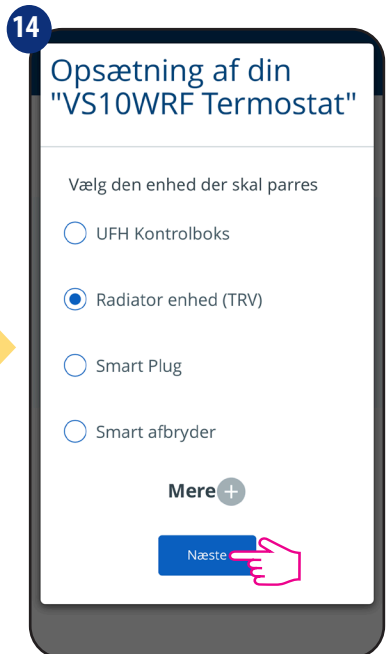 14
Opsætning af din
"VS10WRF Termostat"
Vælg den enhed der skal parres
UFH Kontrolboks
Radiator enhed (TRV)
Smart Plug
Smart afbryder
Mere +
Næste